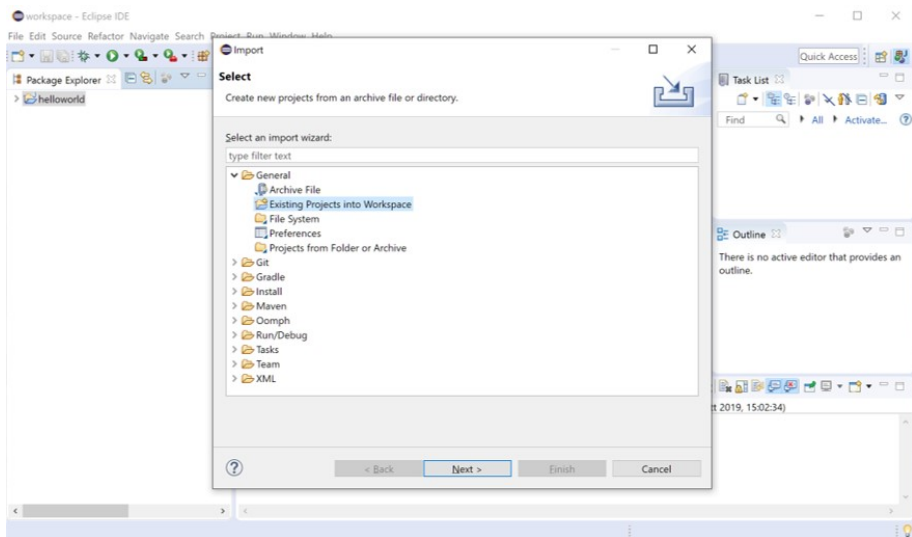 workspace - Eclipse IDE
File Edit Source Refactor Navigate Search Project Run Window Help
Quick Access
Package Explorer
helloworld
Import
Select
Create new projects from an archive file or directory.
Select an import wizard:
type filter text
General
Archive File
Existing Projects into Workspace
File System
Preferences
Projects from Folder or Archive
Git
Gradle
Install
Maven
Oomph
Run/Debug
Tasks
Team
XML
< Back
Next >
Finish
Cancel
Task List
Find
All
Activate...
Outline
There is no active editor that provides an
outline.
tt 2019, 15:02:34)